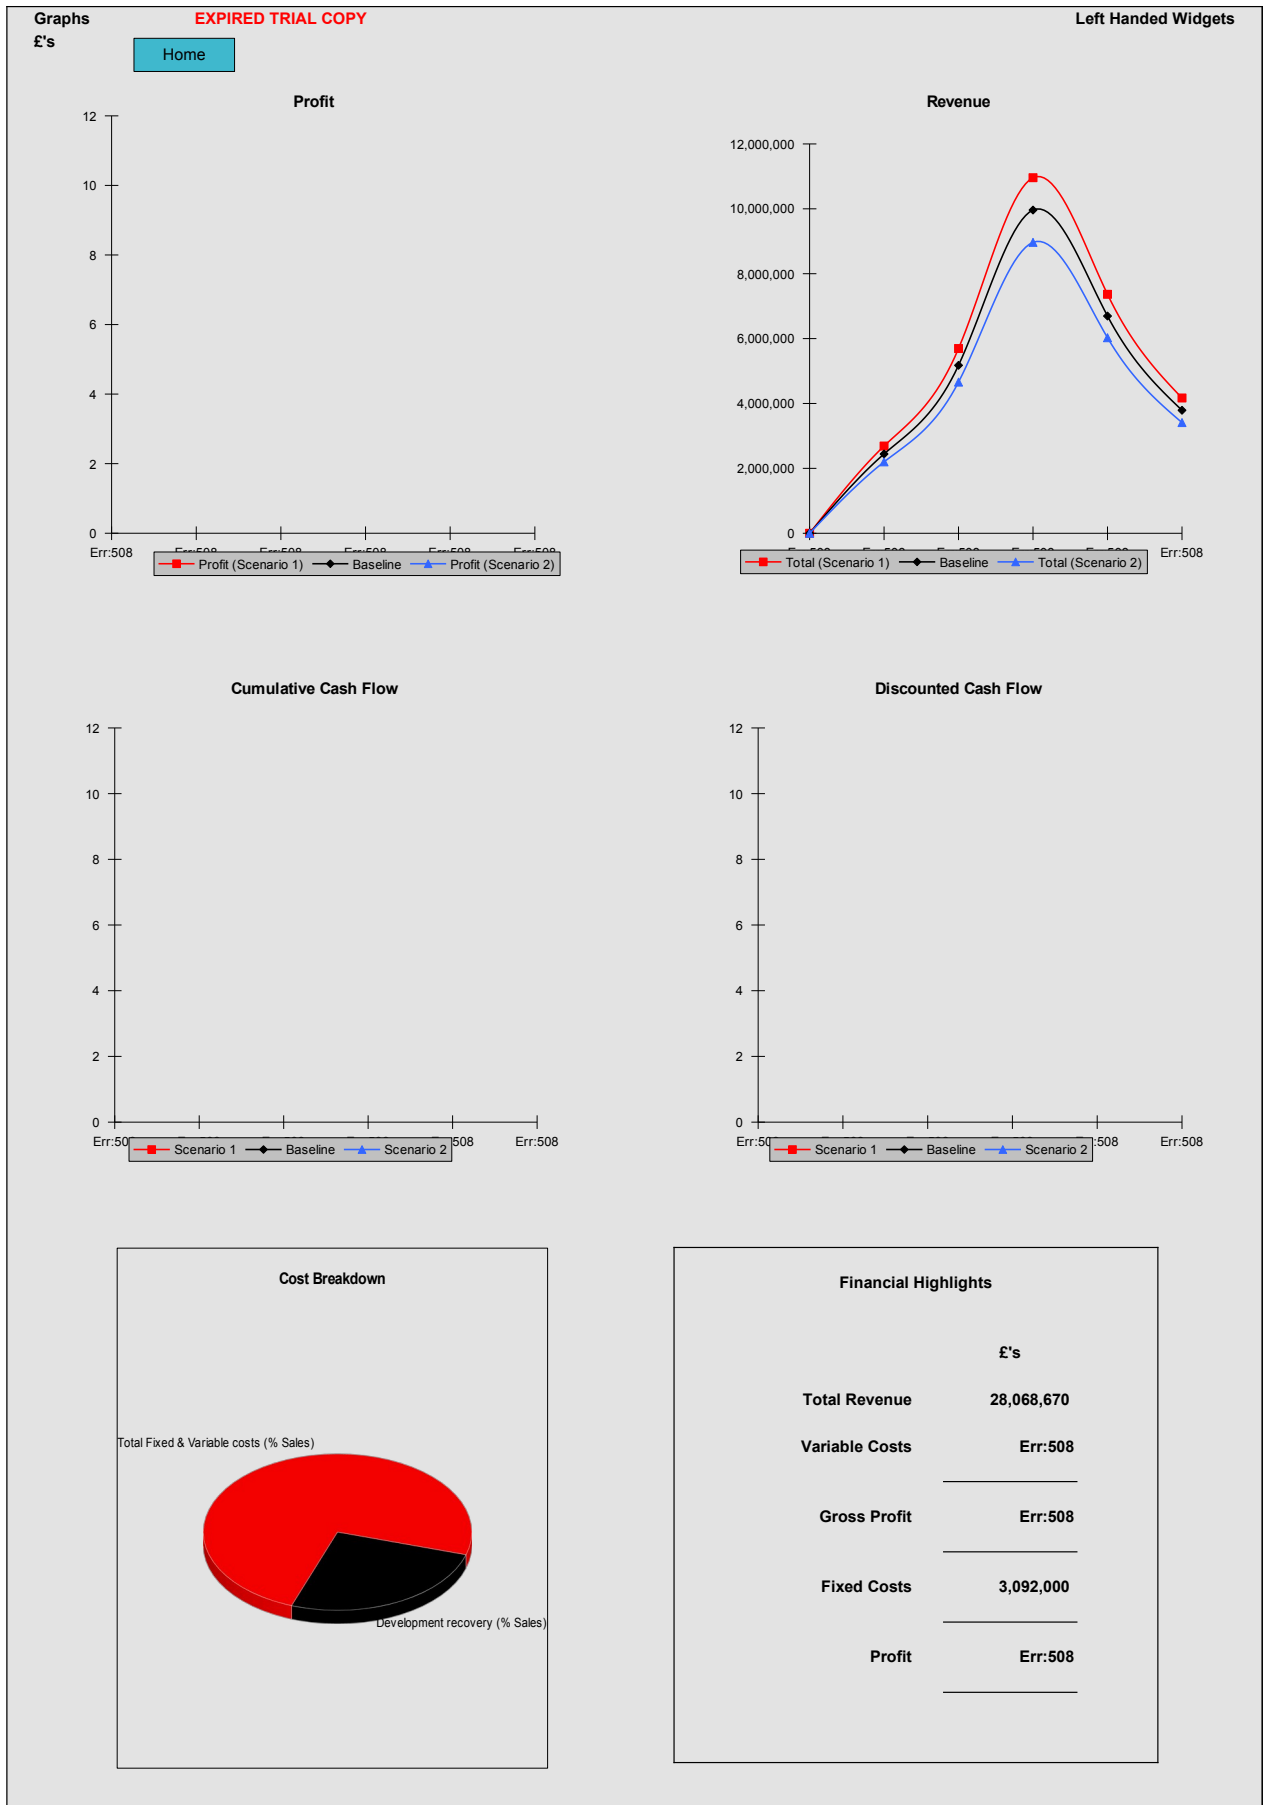 Graphs EXPIRED TRIAL COPY Left Handed Widgets
£'s
Home
Profit
12
10
8
6
4
2
0
Err:508
Err:508
Profit (Scenario 1) Baseline Profit (Scenario 2)
Revenue
12,000,000
10,000,000
8,000,000
6,000,000
4,000,000
2,000,000
0
Err:508
Total (Scenario 1) Baseline Total (Scenario 2)
Cumulative Cash Flow
12
10
8
6
4
2
0
Err:508
Scenario 1 Baseline Scenario 2
Discounted Cash Flow
12
10
8
6
4
2
0
Err:508
Scenario 1 Baseline Scenario 2
Cost Breakdown
Total Fixed & Variable costs (% Sales)
Development recovery (% Sales)
Financial Highlights
£'s
Total Revenue 28,068,670
Variable Costs Err:508
Gross Profit Err:508
Fixed Costs 3,092,000
Profit Err:508